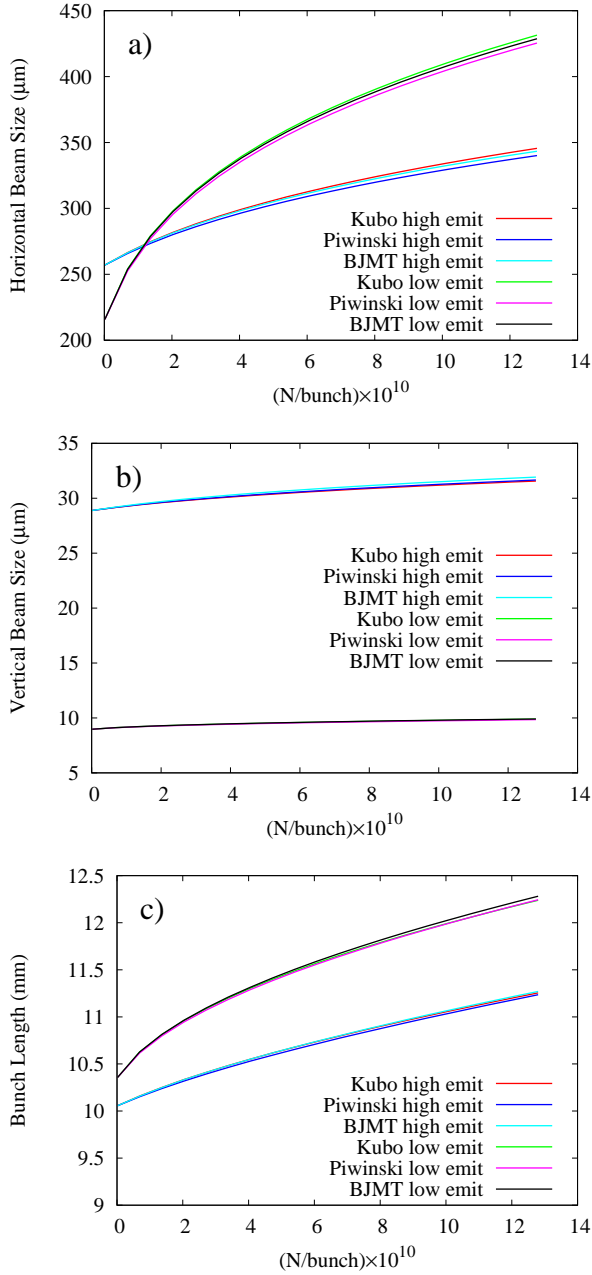 a)
450
400
350
300
250
200
Horizontal Beam Size (μm)
Kubo high emit
Piwinski high emit
BJMT high emit
Kubo low emit
Piwinski low emit
BJMT low emit
0 2 4 6 8 10 12 14
(N/bunch)×10¹⁰
b)
35
30
25
20
15
10
5
Vertical Beam Size (μm)
Kubo high emit
Piwinski high emit
BJMT high emit
Kubo low emit
Piwinski low emit
BJMT low emit
0 2 4 6 8 10 12 14
(N/bunch)×10¹⁰
c)
12.5
12
11.5
11
10.5
10
9.5
9
Bunch Length (mm)
Kubo high emit
Piwinski high emit
BJMT high emit
Kubo low emit
Piwinski low emit
BJMT low emit
0 2 4 6 8 10 12 14
(N/bunch)×10¹⁰